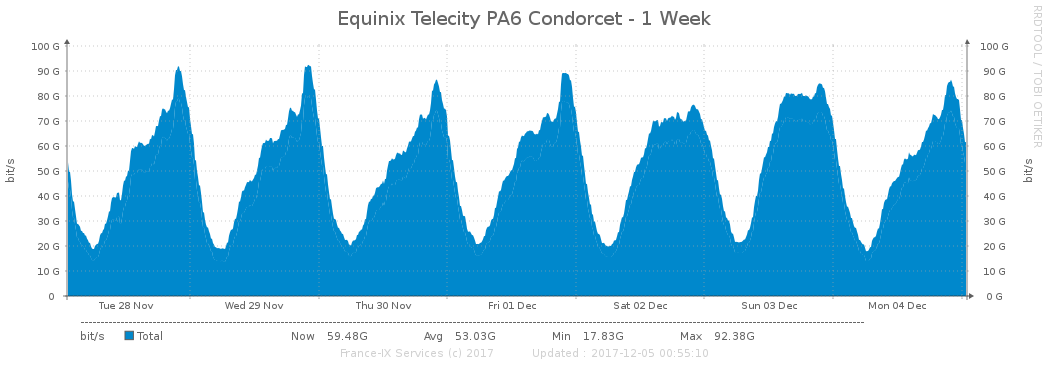 Equinix Telecity PA6 Condorcet - 1 Week
RRDTOOL / TOBI OETIKER
bit/s
100 G
90 G
80 G
70 G
60 G
50 G
40 G
30 G
20 G
10 G
0
100 G
90 G
80 G
70 G
60 G
50 G
40 G
30 G
20 G
10 G
0 G
bit/s
Tue 28 Nov Wed 29 Nov Thu 30 Nov Fri 01 Dec Sat 02 Dec Sun 03 Dec Mon 04 Dec
bit/s Total Now 59.48G Avg 53.03G Min 17.83G Max 92.38G
France-IX Services (c) 2017 Updated : 2017-12-05 00:55:10